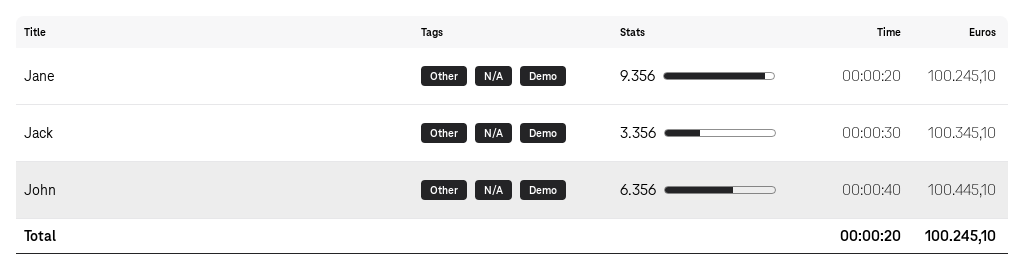 Title Tags Stats Time Euros
Jane Other N/A Demo 9.356 00:00:20 100.245,10
Jack Other N/A Demo 3.356 00:00:30 100.345,10
John Other N/A Demo 6.356 00:00:40 100.445,10
Total 00:00:20 100.245,10